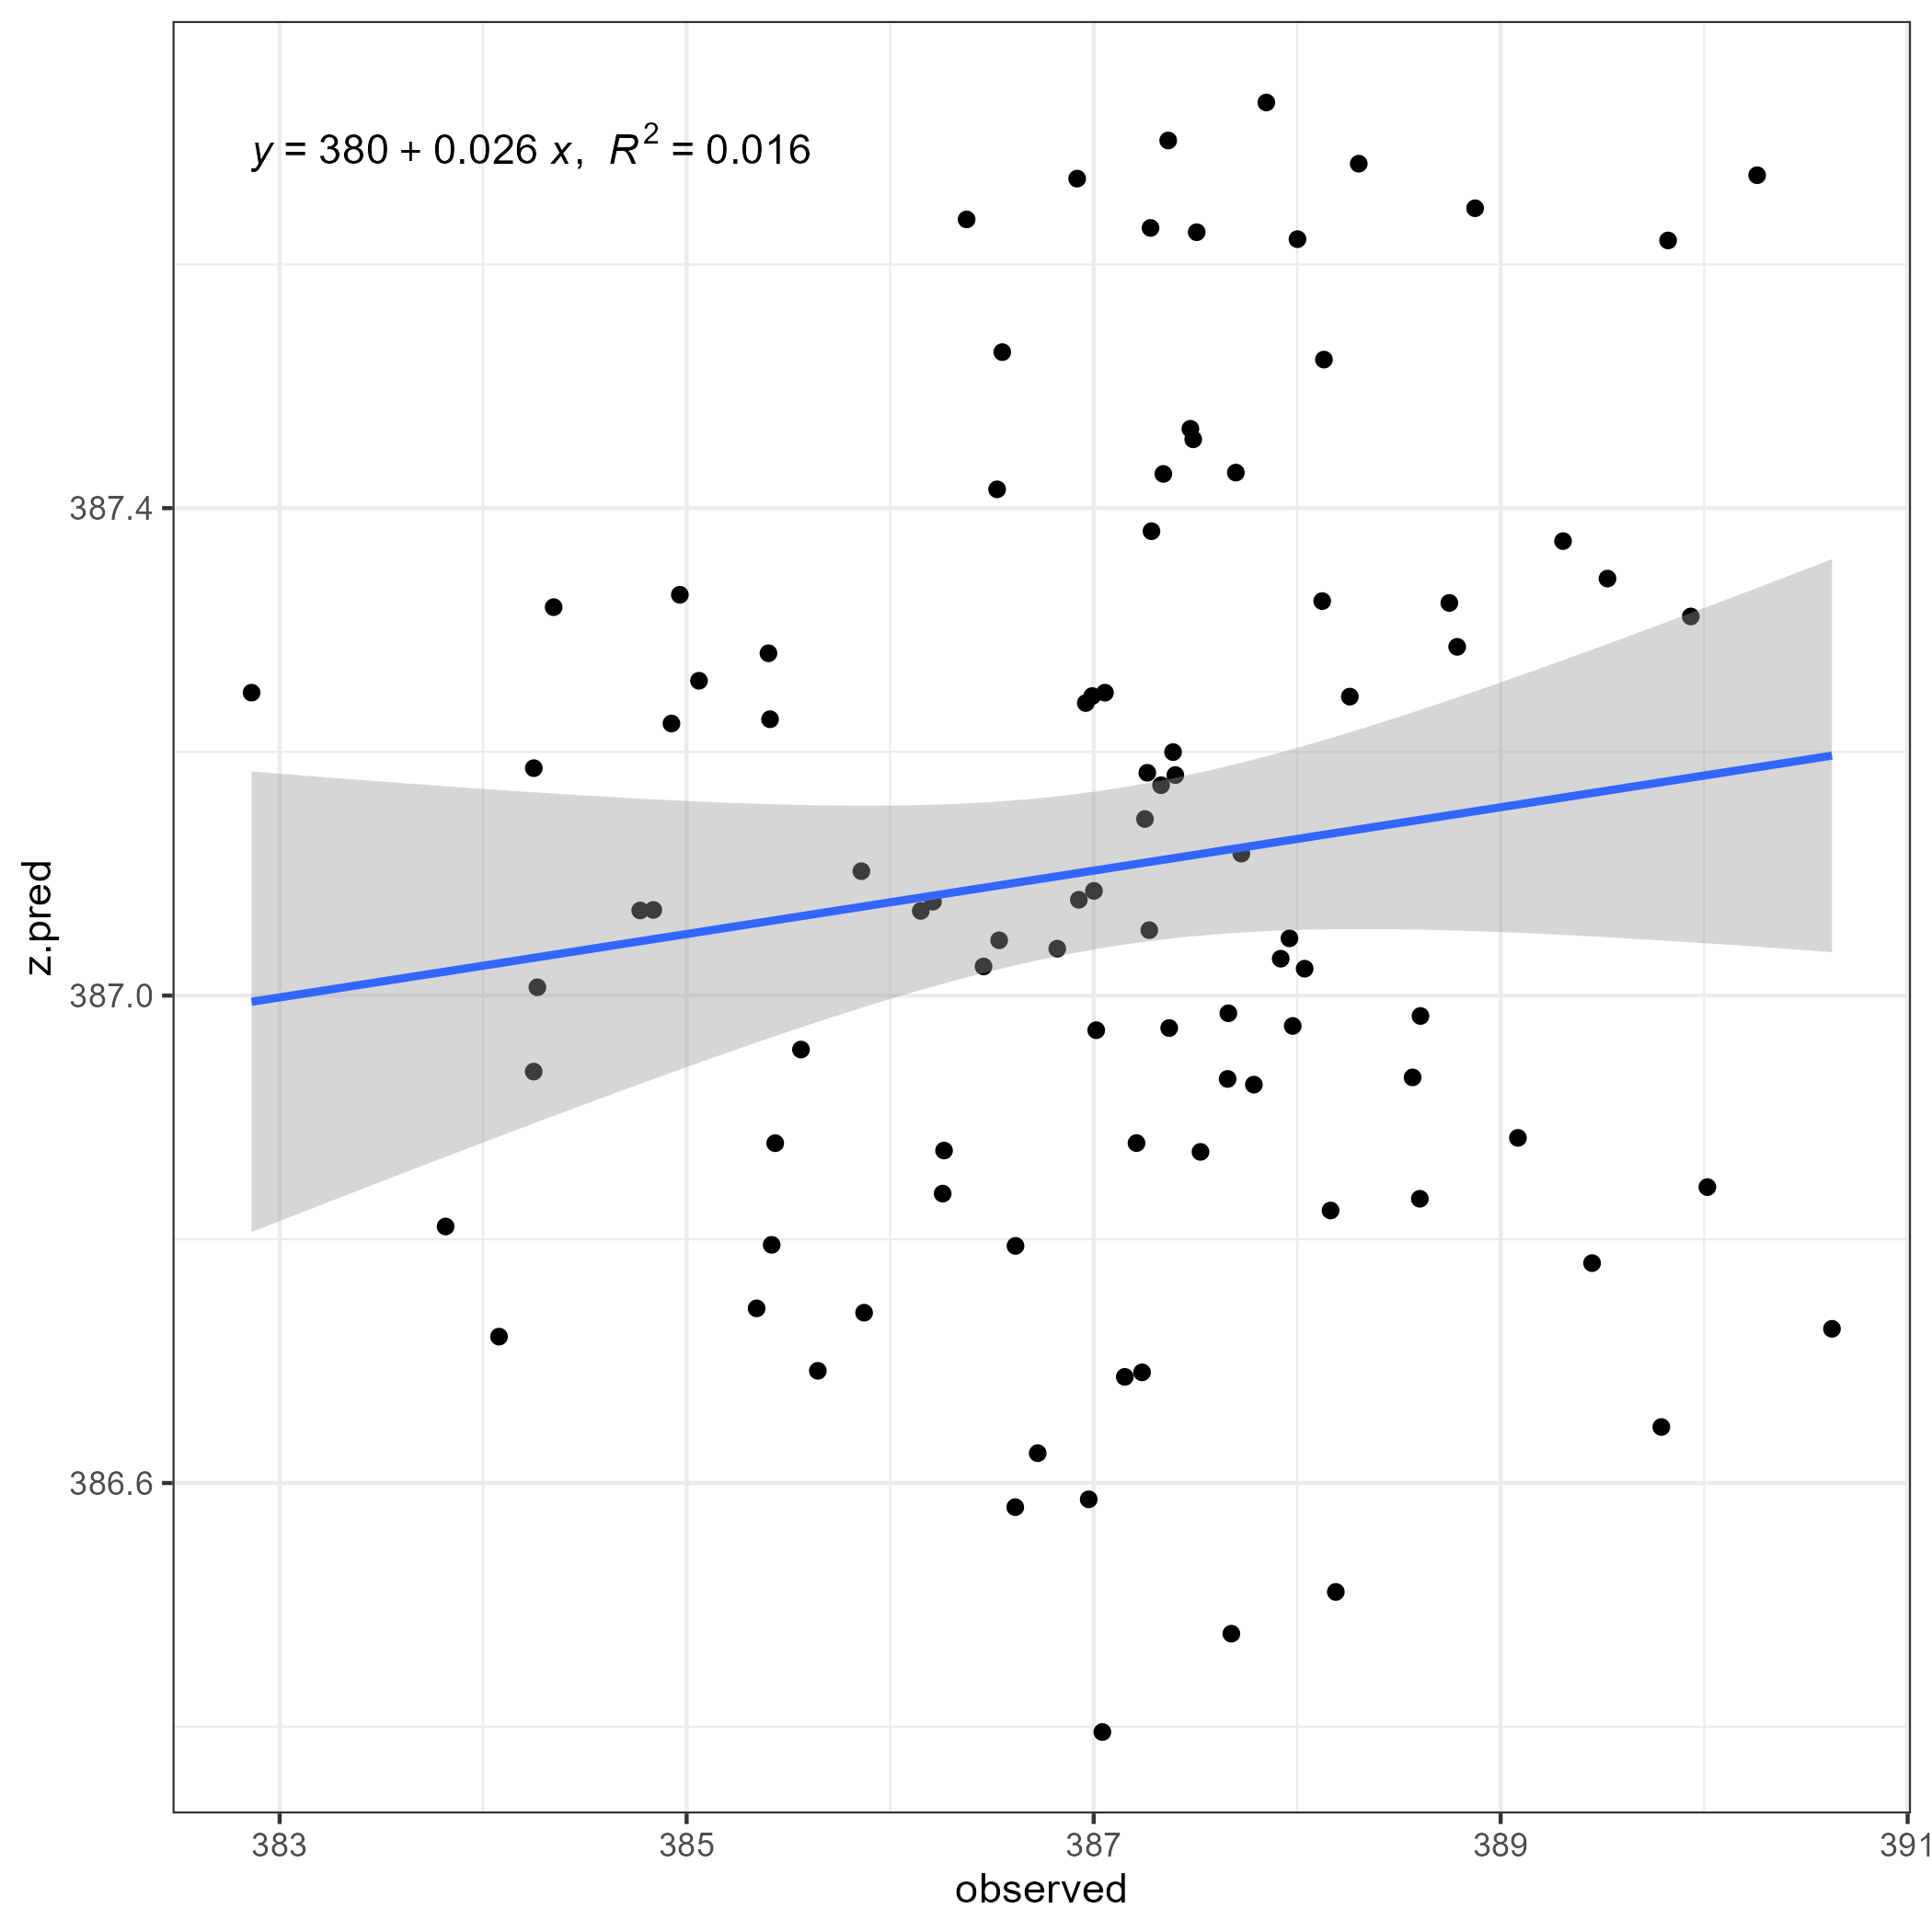 y = 380 + 0.026 x, R² = 0.016
387.4
387.0
386.6
z.pred
383 385 387 389 391
observed